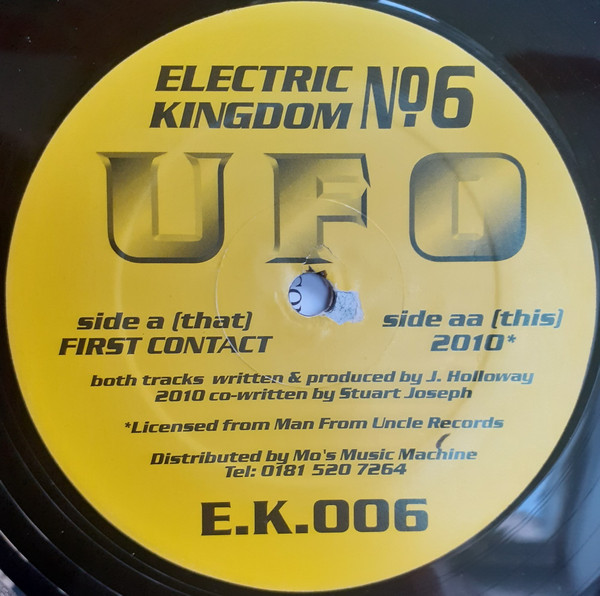 ELECTRIC
KINGDOM Nº6
UFO
side a (that)
FIRST CONTACT
side aa (this)
2010*
both tracks written & produced by J. Holloway
2010 co-written by Stuart Joseph
*Licensed from Man From Uncle Records
Distributed by Mo's Music Machine
Tel: 0181 520 7264
E.K.006